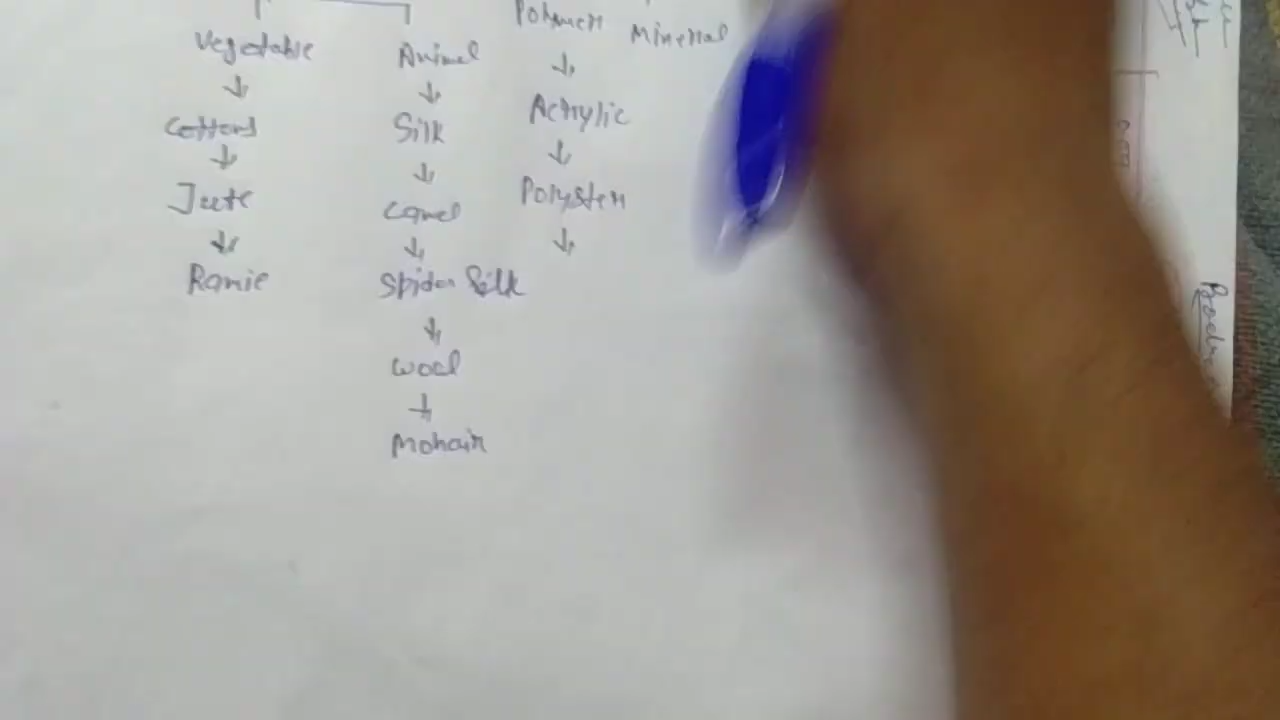 Polymer Mineral
Vegetable Animal
Acrylic
Cotton Silk
Jute Camel Polyster
Ramie Spider Silk
Wool
Mohair